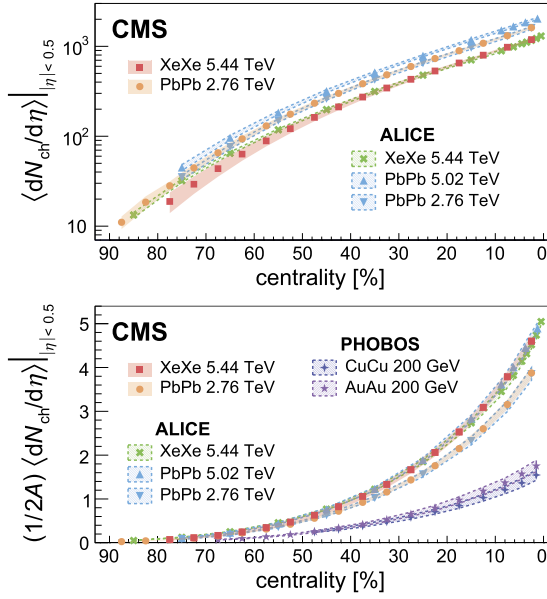 CMS
XeXe 5.44 TeV
PbPb 2.76 TeV
ALICE
XeXe 5.44 TeV
PbPb 5.02 TeV
PbPb 2.76 TeV
10³
10²
10
⟨dN_ch/dη⟩|_|η|< 0.5
90 80 70 60 50 40 30 20 10 0
centrality [%]
CMS
XeXe 5.44 TeV
PbPb 2.76 TeV
PHOBOS
CuCu 200 GeV
AuAu 200 GeV
ALICE
XeXe 5.44 TeV
PbPb 5.02 TeV
PbPb 2.76 TeV
5
4
3
2
1
0
(1/2A) ⟨dN_ch/dη⟩|_|η|< 0.5
90 80 70 60 50 40 30 20 10 0
centrality [%]